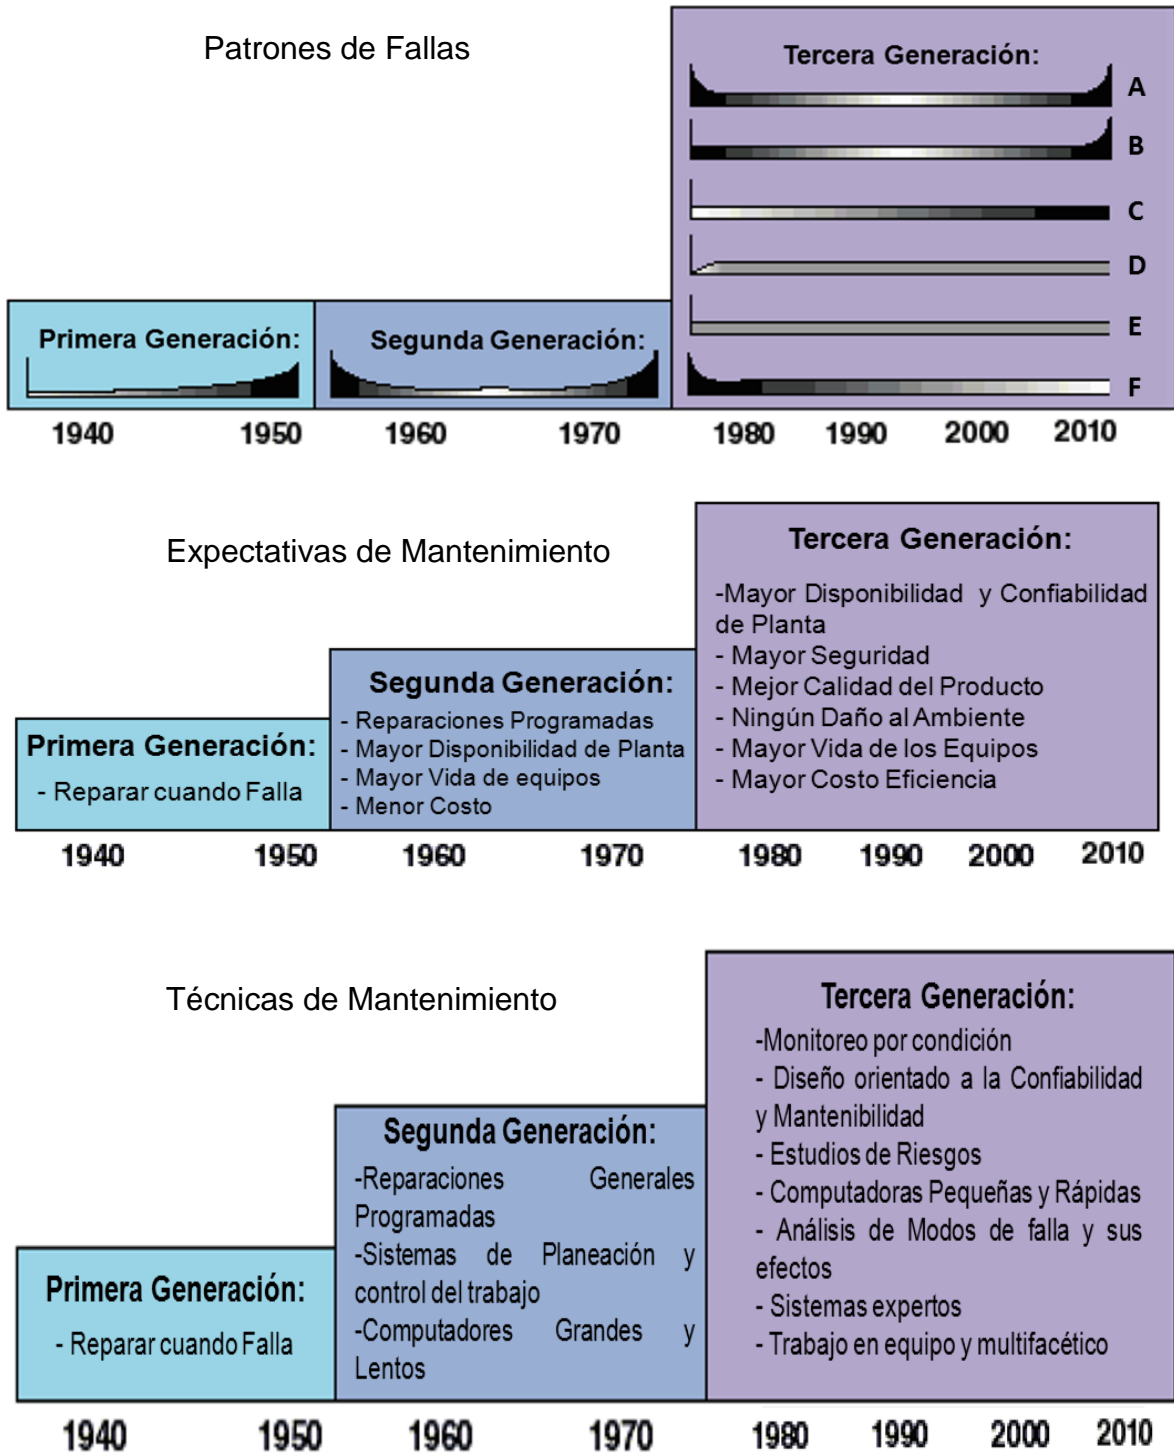 Patrones de Fallas
Tercera Generación:
A
B
C
D
E
F
Primera Generación:
Segunda Generación:
1940 1950 1960 1970 1980 1990 2000 2010
Expectativas de Mantenimiento
Tercera Generación:
-Mayor Disponibilidad y Confiabilidad
de Planta
- Mayor Seguridad
- Mejor Calidad del Producto
- Ningún Daño al Ambiente
- Mayor Vida de los Equipos
- Mayor Costo Eficiencia
Segunda Generación:
- Reparaciones Programadas
- Mayor Disponibilidad de Planta
- Mayor Vida de equipos
- Menor Costo
Primera Generación:
- Reparar cuando Falla
1940 1950 1960 1970 1980 1990 2000 2010
Técnicas de Mantenimiento
Tercera Generación:
-Monitoreo por condición
- Diseño orientado a la Confiabilidad
y Mantenibilidad
- Estudios de Riesgos
- Computadoras Pequeñas y Rápidas
- Análisis de Modos de falla y sus
efectos
- Sistemas expertos
- Trabajo en equipo y multifacético
Segunda Generación:
-Reparaciones Generales
Programadas
-Sistemas de Planeación y
control del trabajo
-Computadores Grandes y
Lentos
Primera Generación:
- Reparar cuando Falla
1940 1950 1960 1970 1980 1990 2000 2010